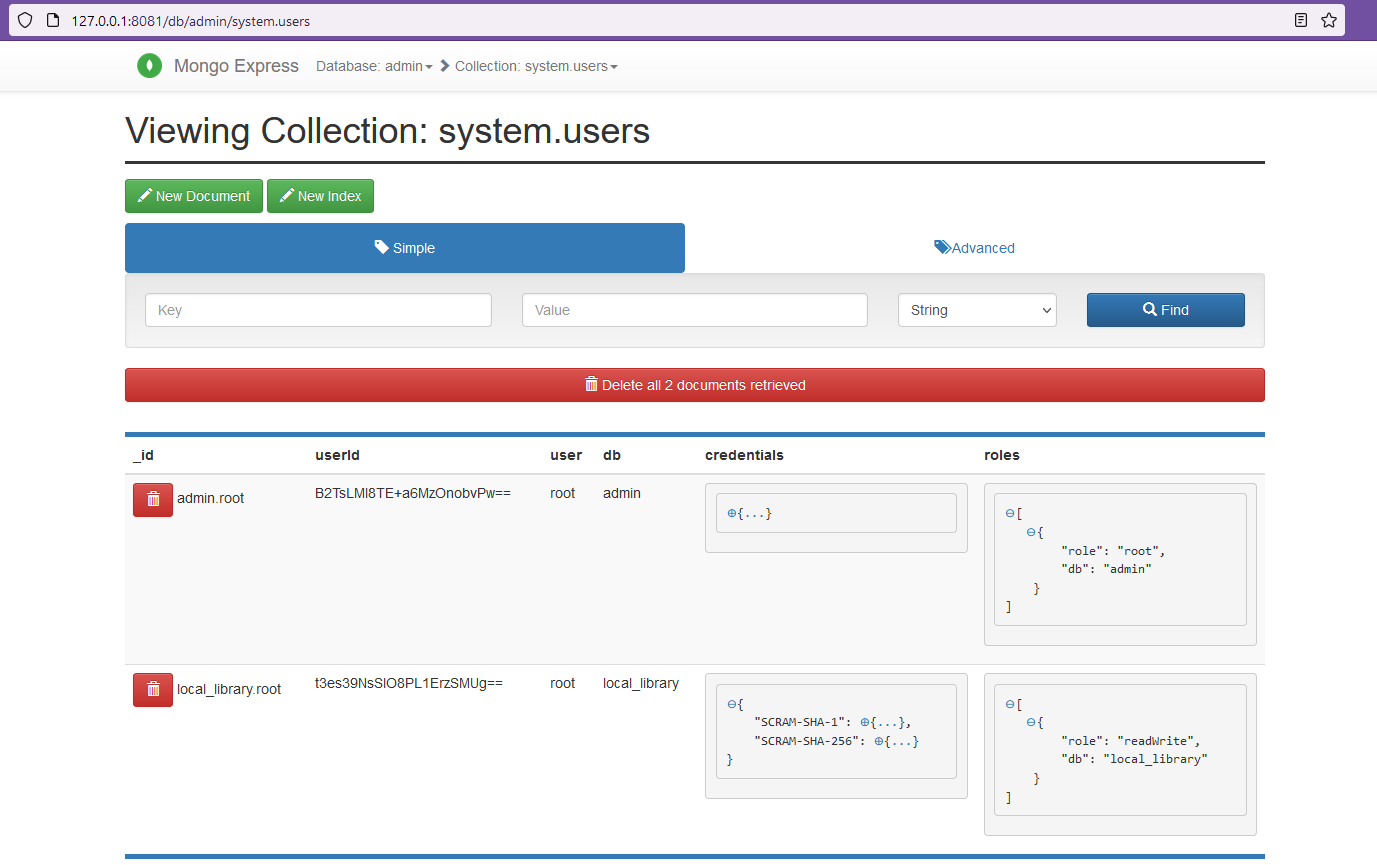 127.0.0.1:8081/db/admin/system.users
Mongo Express Database: admin Collection: system.users
Viewing Collection: system.users
New Document New Index
Simple Advanced
Key Value String Find
Delete all 2 documents retrieved
_id userId user db credentials roles
admin.root B2TsLMl8TE+a6MzOnobvPw== root admin
{...}
[
{
"role": "root",
"db": "admin"
}
]
local_library.root t3es39NsSlO8PL1ErzSMUg== root local_library
{
"SCRAM-SHA-1": {...},
"SCRAM-SHA-256": {...}
}
[
{
"role": "readWrite",
"db": "local_library"
}
]